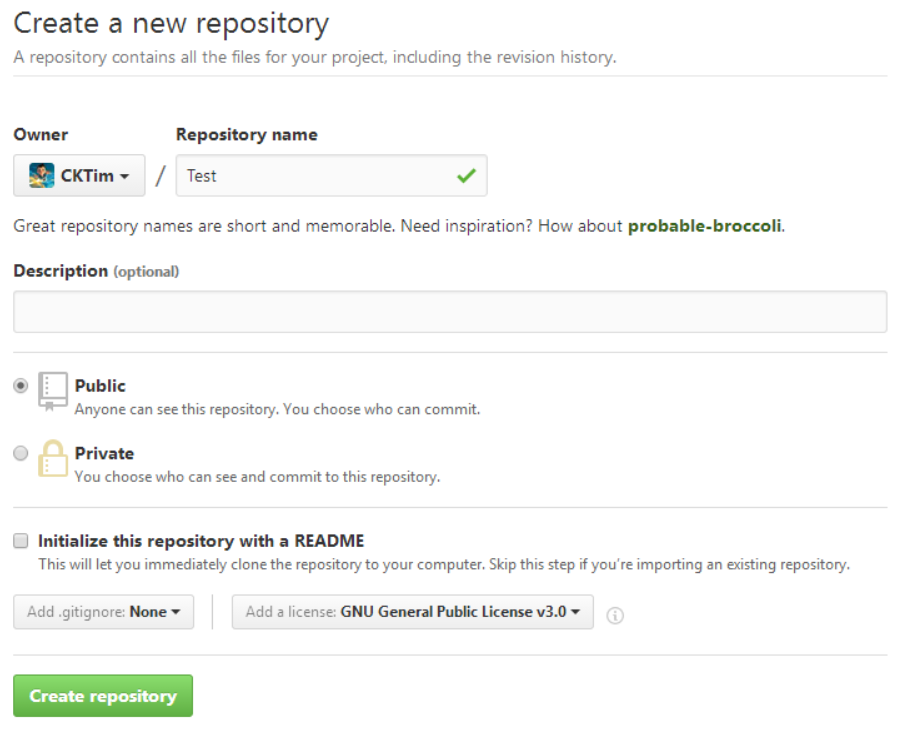 Create a new repository
A repository contains all the files for your project, including the revision history.
Owner
Repository name
CKTim
/
Test
Great repository names are short and memorable. Need inspiration? How about probable-broccoli.
Description (optional)
Public
Anyone can see this repository. You choose who can commit.
Private
You choose who can see and commit to this repository.
Initialize this repository with a README
This will let you immediately clone the repository to your computer. Skip this step if you're importing an existing repository.
Add .gitignore: None
Add a license: GNU General Public License v3.0
Create repository